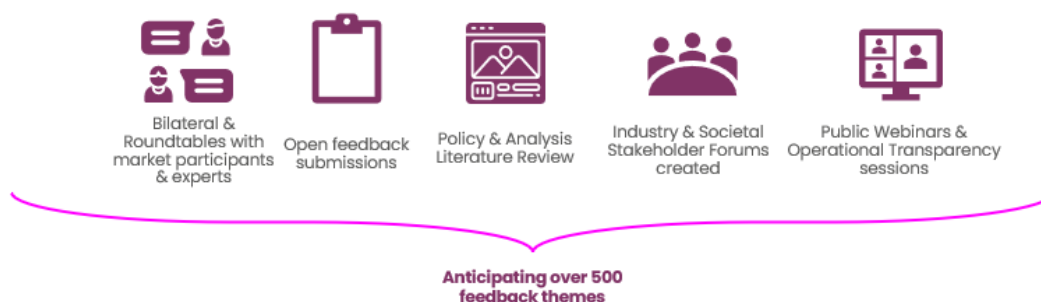 Bilateral &
Roundtables with
market participants
& experts
Open feedback
submissions
Policy & Analysis
Literature Review
Industry & Societal
Stakeholder Forums
created
Public Webinars &
Operational Transparency
sessions
Anticipating over 500
feedback themes